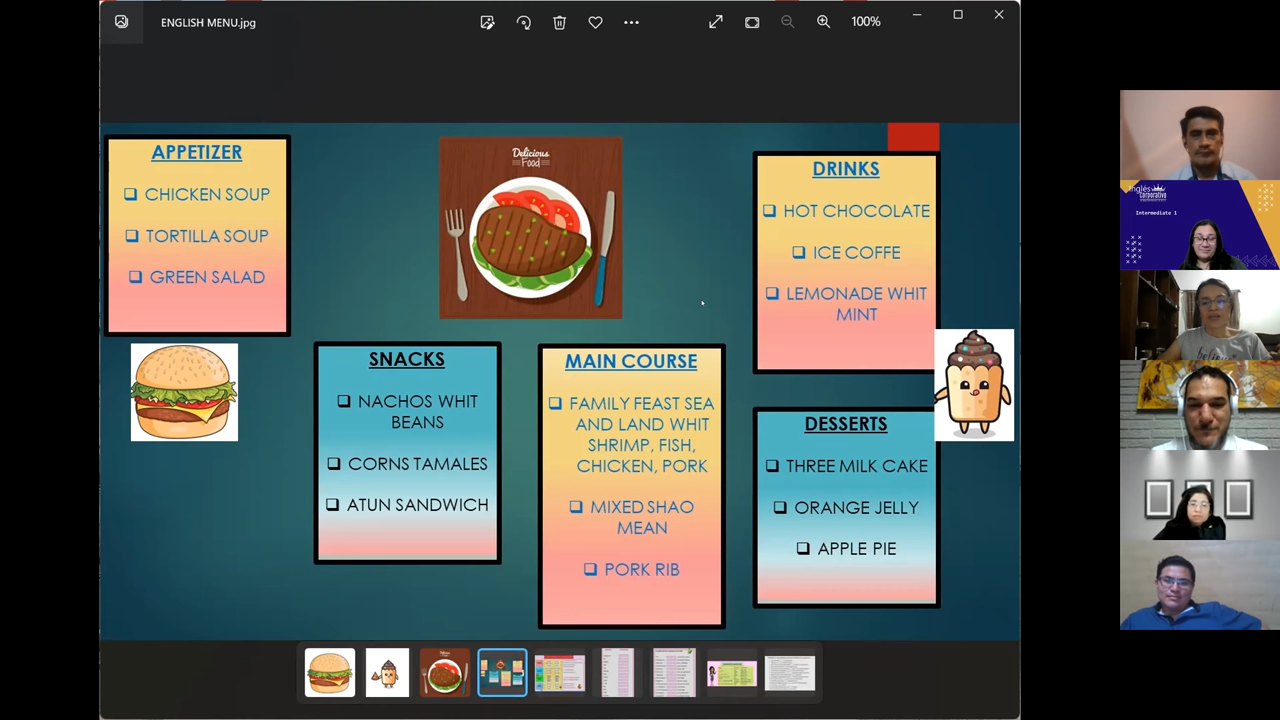 ENGLISH MENU.jpg
100%
APPETIZER
CHICKEN SOUP
TORTILLA SOUP
GREEN SALAD
Delicious
Food
DRINKS
HOT CHOCOLATE
ICE COFFE
LEMONADE WHIT
MINT
SNACKS
NACHOS WHIT
BEANS
CORNS TAMALES
ATUN SANDWICH
MAIN COURSE
FAMILY FEAST SEA
AND LAND WHIT
SHRIMP, FISH,
CHICKEN, PORK
MIXED SHAO
MEAN
PORK RIB
DESSERTS
THREE MILK CAKE
ORANGE JELLY
APPLE PIE
Inglés
Corporativo
Intermediate 1
believe